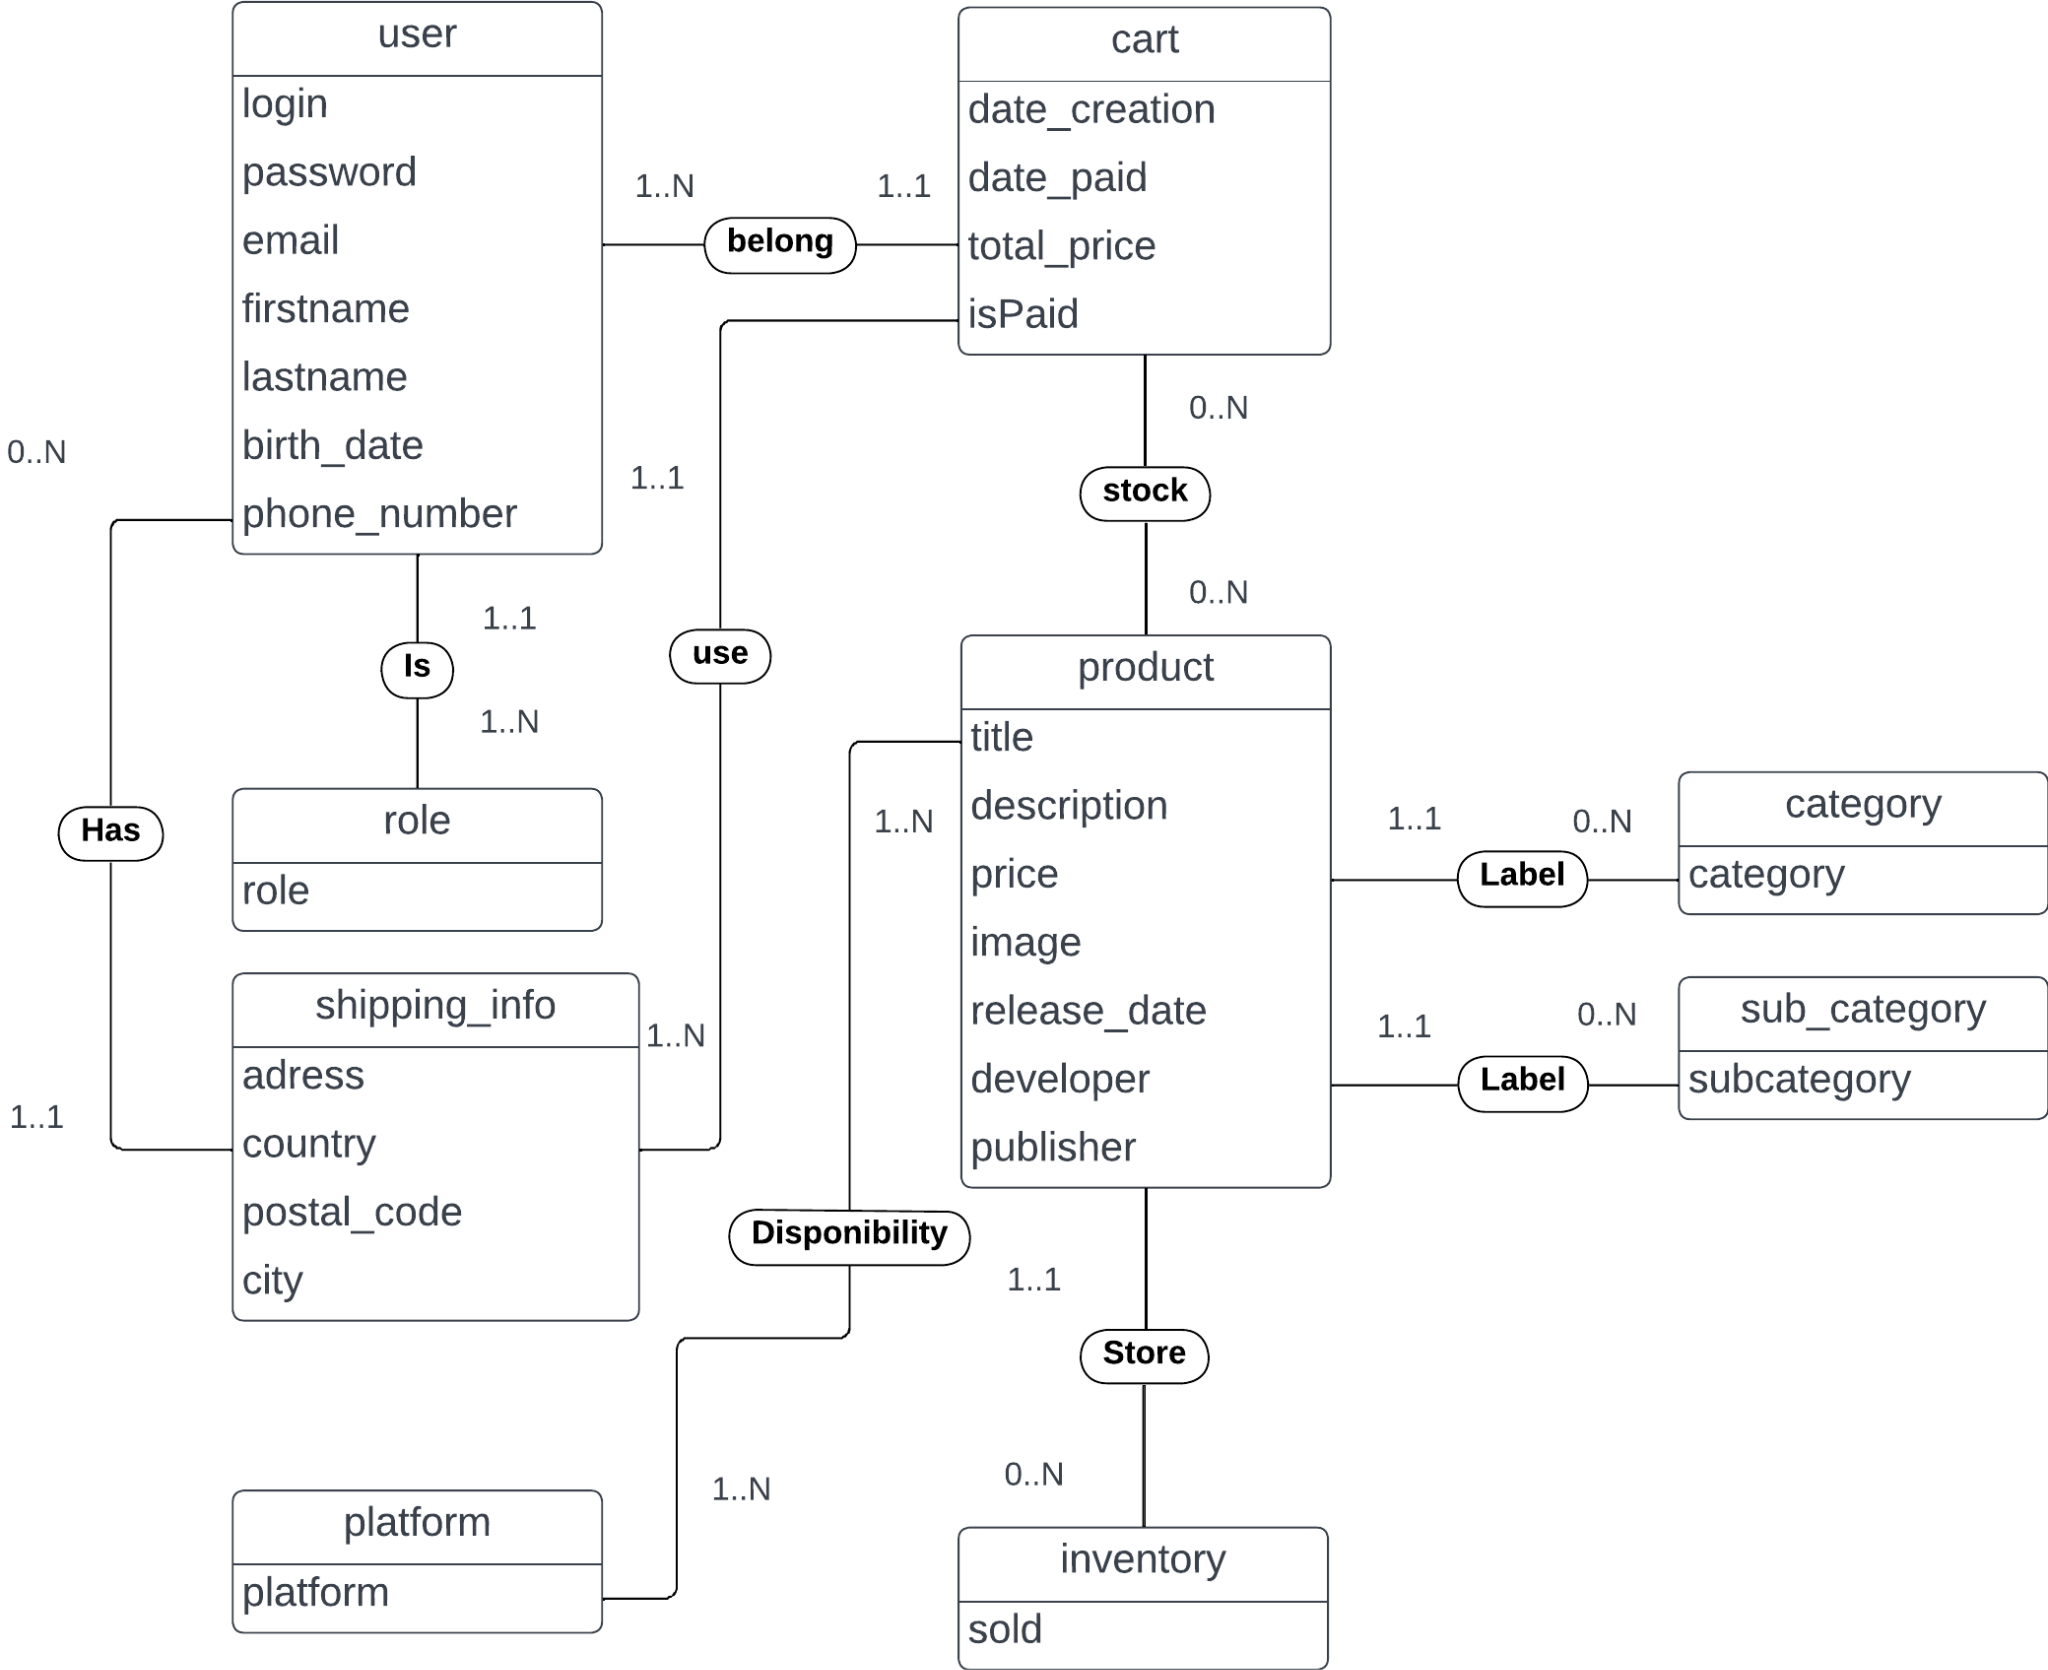 user
login
password
email
firstname
lastname
birth_date
phone_number
1..N
belong
1..1
cart
date_creation
date_paid
total_price
isPaid
0..N
stock
0..N
0..N
Has
1..1
1..1
Is
1..N
1..1
use
1..N
role
role
shipping_info
adress
country
postal_code
city
product
title
description
price
image
release_date
developer
publisher
1..1
Label
0..N
category
category
1..1
Label
0..N
sub_category
subcategory
1..N
Disponibility
1..N
platform
platform
1..1
Store
0..N
inventory
sold